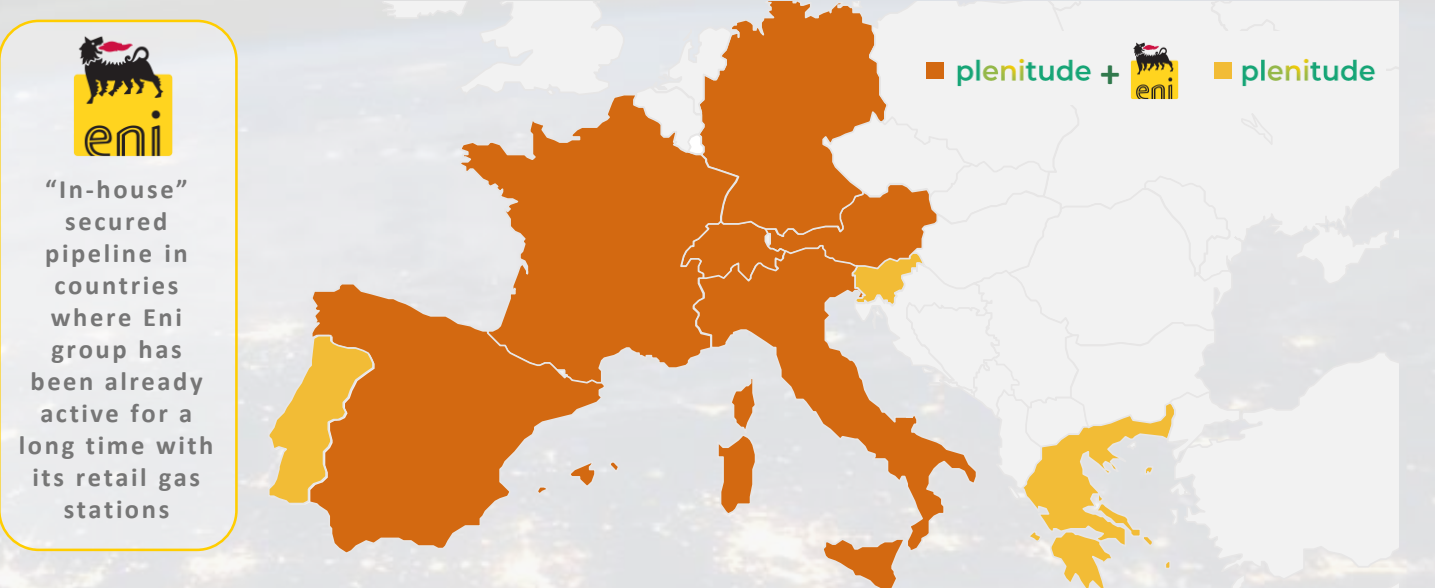 eni
“In-house”
secured
pipeline in
countries
where Eni
group has
been already
active for a
long time with
its retail gas
stations
plenitude + eni plenitude